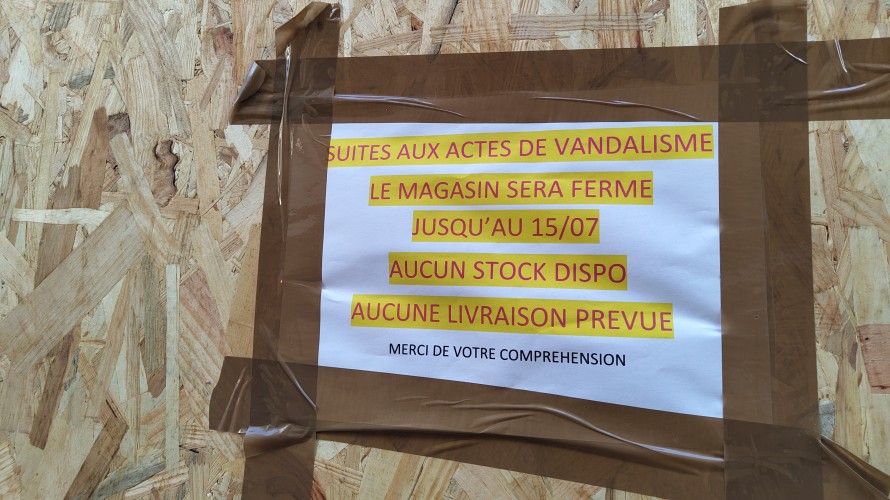 SUITES AUX ACTES DE VANDALISME
LE MAGASIN SERA FERME
JUSQU’AU 15/07
AUCUN STOCK DISPO
AUCUNE LIVRAISON PREVUE
MERCI DE VOTRE COMPREHENSION